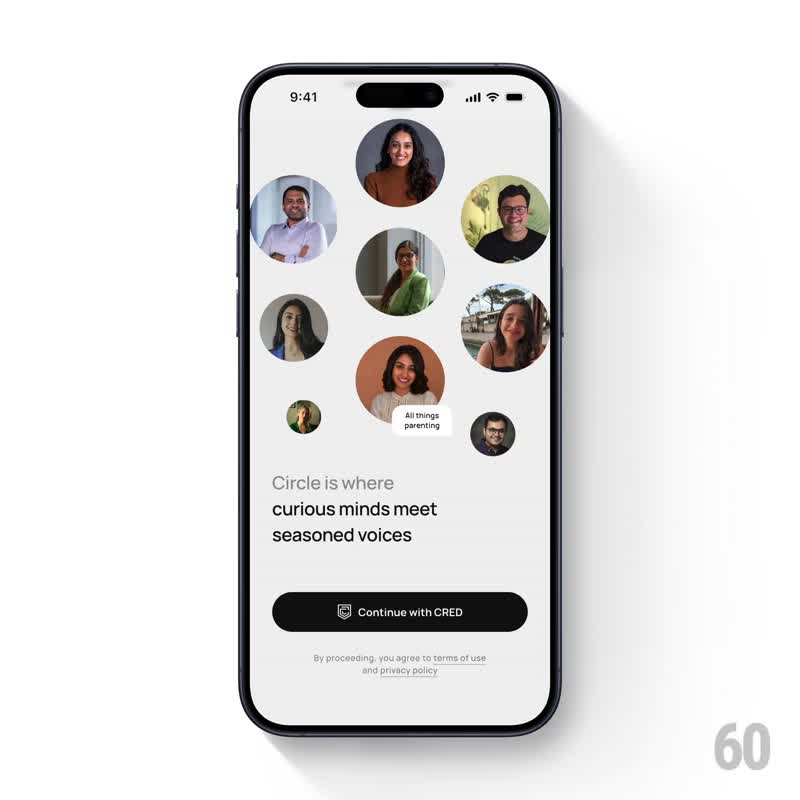 9:41
All things
parenting
Circle is where
curious minds meet
seasoned voices
Continue with CRED
By proceeding, you agree to terms of use
and privacy policy
60